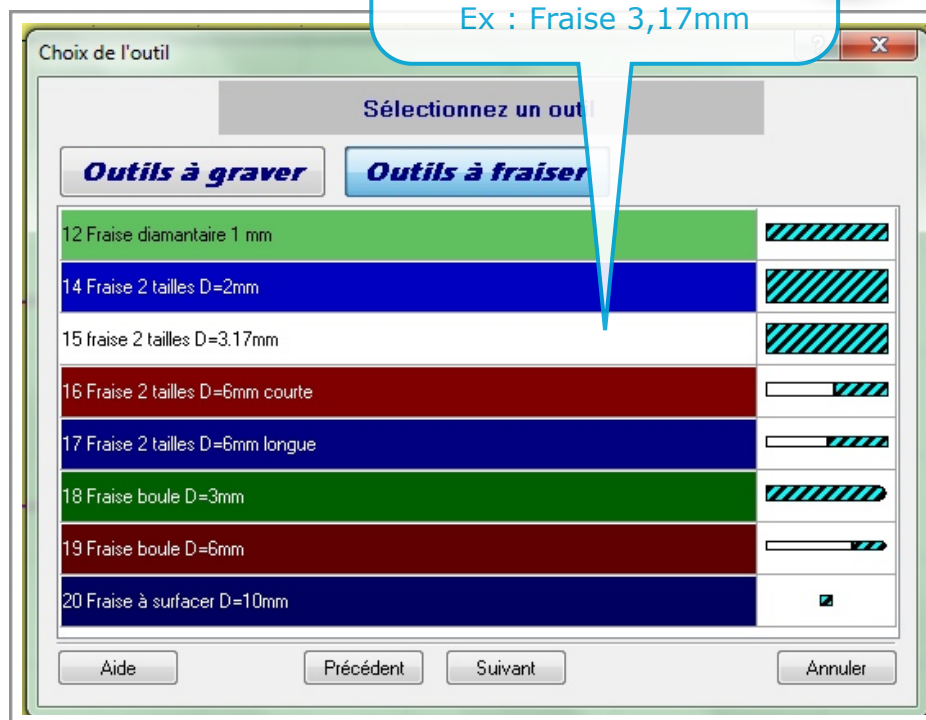 Ex : Fraise 3,17mm
Choix de l'outil
Sélectionnez un outil
Outils à graver
Outils à fraiser
12 Fraise diamantaire 1 mm
14 Fraise 2 tailles D=2mm
15 fraise 2 tailles D=3.17mm
16 Fraise 2 tailles D=6mm courte
17 Fraise 2 tailles D=6mm longue
18 Fraise boule D=3mm
19 Fraise boule D=6mm
20 Fraise à surfacer D=10mm
Aide
Précédent
Suivant
Annuler